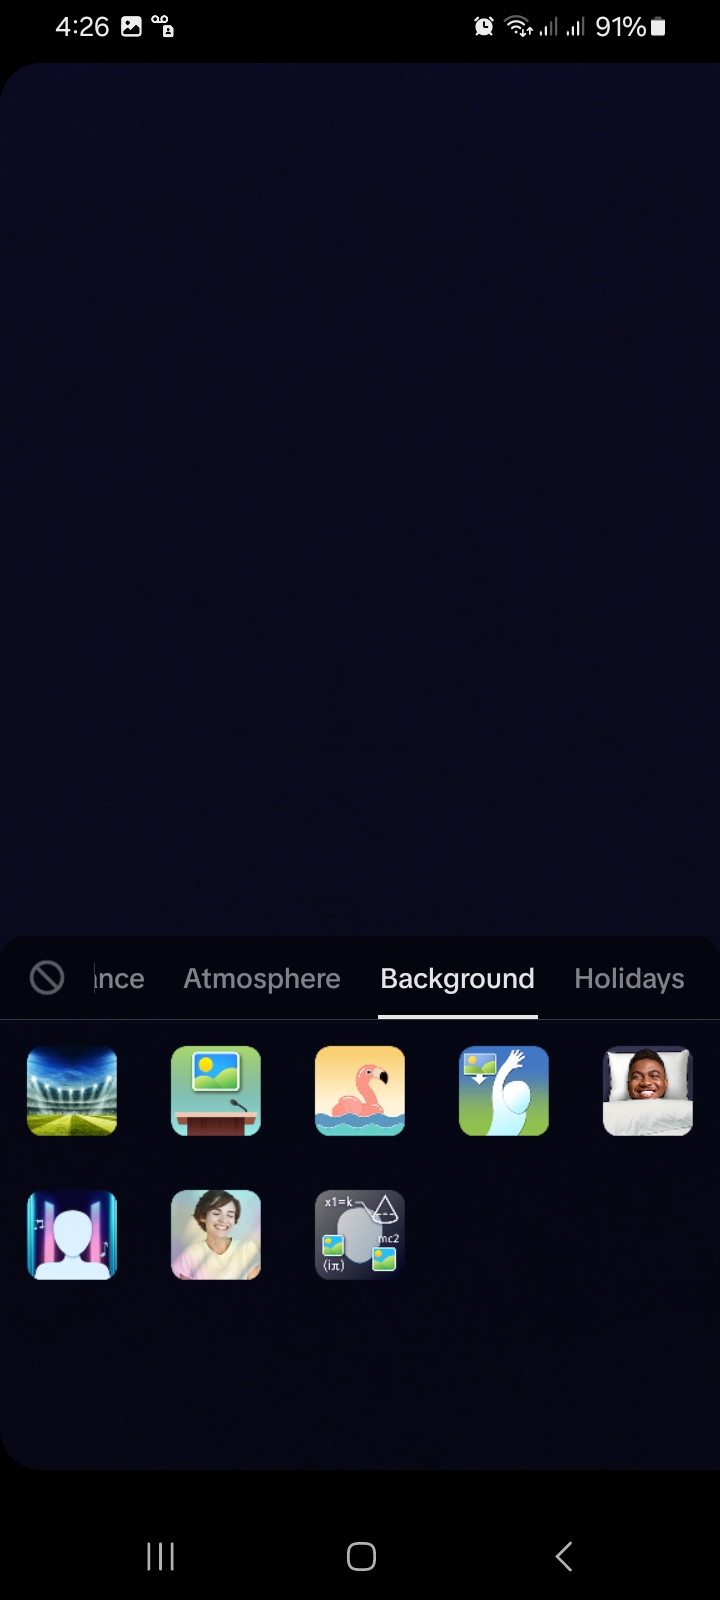 4:26 91%
nce Atmosphere Background Holidays
x1=k
mc2
(iπ)